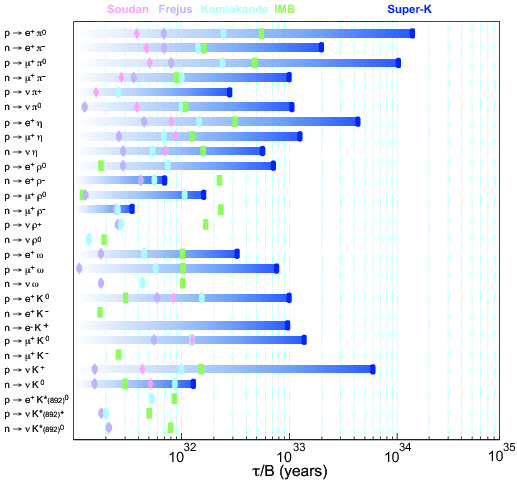 Soudan Frejus Kamiokande IMB Super-K
p → e⁺ π⁰
n → e⁺ π⁻
p → μ⁺ π⁰
n → μ⁺ π⁻
p → ν π⁺
n → ν π⁰
p → e⁺ η
p → μ⁺ η
n → ν η
p → e⁺ ρ⁰
n → e⁺ ρ⁻
p → μ⁺ ρ⁰
n → μ⁺ ρ⁻
p → ν ρ⁺
n → ν ρ⁰
p → e⁺ ω
p → μ⁺ ω
n → ν ω
p → e⁺ K⁰
n → e⁺ K⁻
n → e⁻ K⁺
p → μ⁺ K⁰
n → μ⁺ K⁻
p → ν K⁺
n → ν K⁰
p → e⁺ K*(892)⁰
p → ν K*(892)⁺
n → ν K*(892)⁰
10³² 10³³ 10³⁴ 10³⁵
τ/B (years)